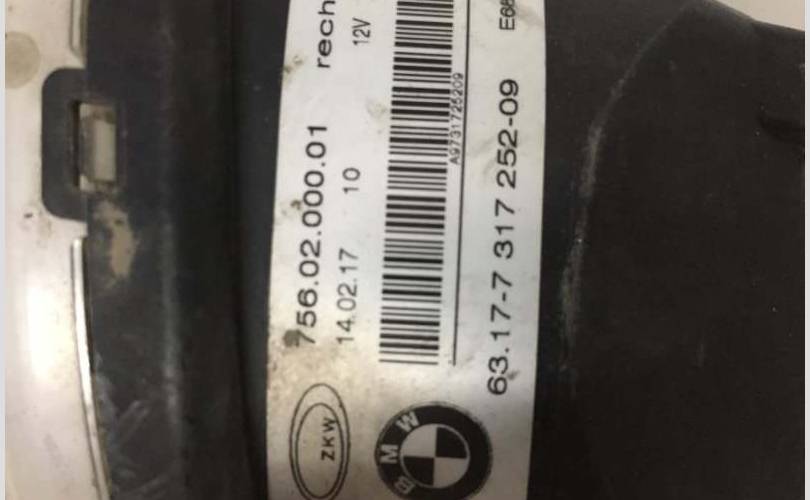 ZKW
756.02.000.01
rech
14.02.17 10
12V
A9731725209
BMW
63.17-7 317 252-09